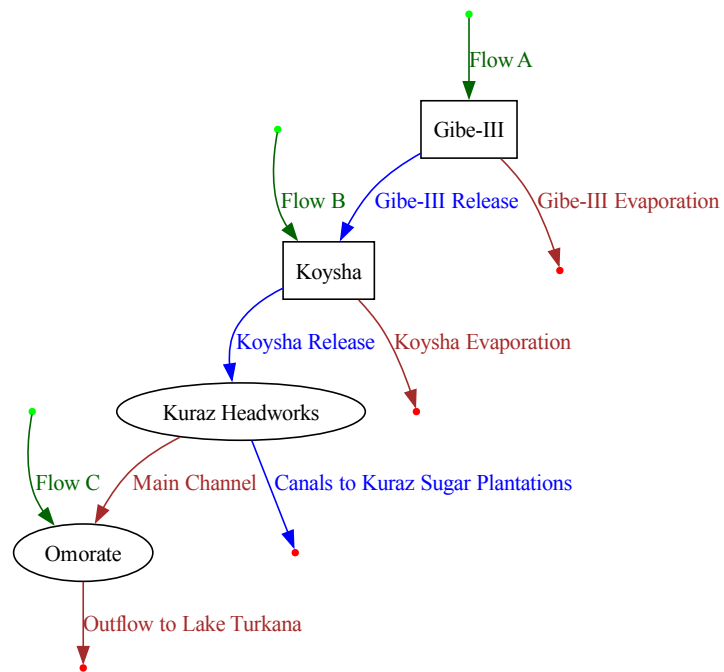 Flow A
Gibe-III
Flow B
Gibe-III Release
Gibe-III Evaporation
Koysha
Koysha Release
Koysha Evaporation
Kuraz Headworks
Flow C
Main Channel
Canals to Kuraz Sugar Plantations
Omorate
Outflow to Lake Turkana